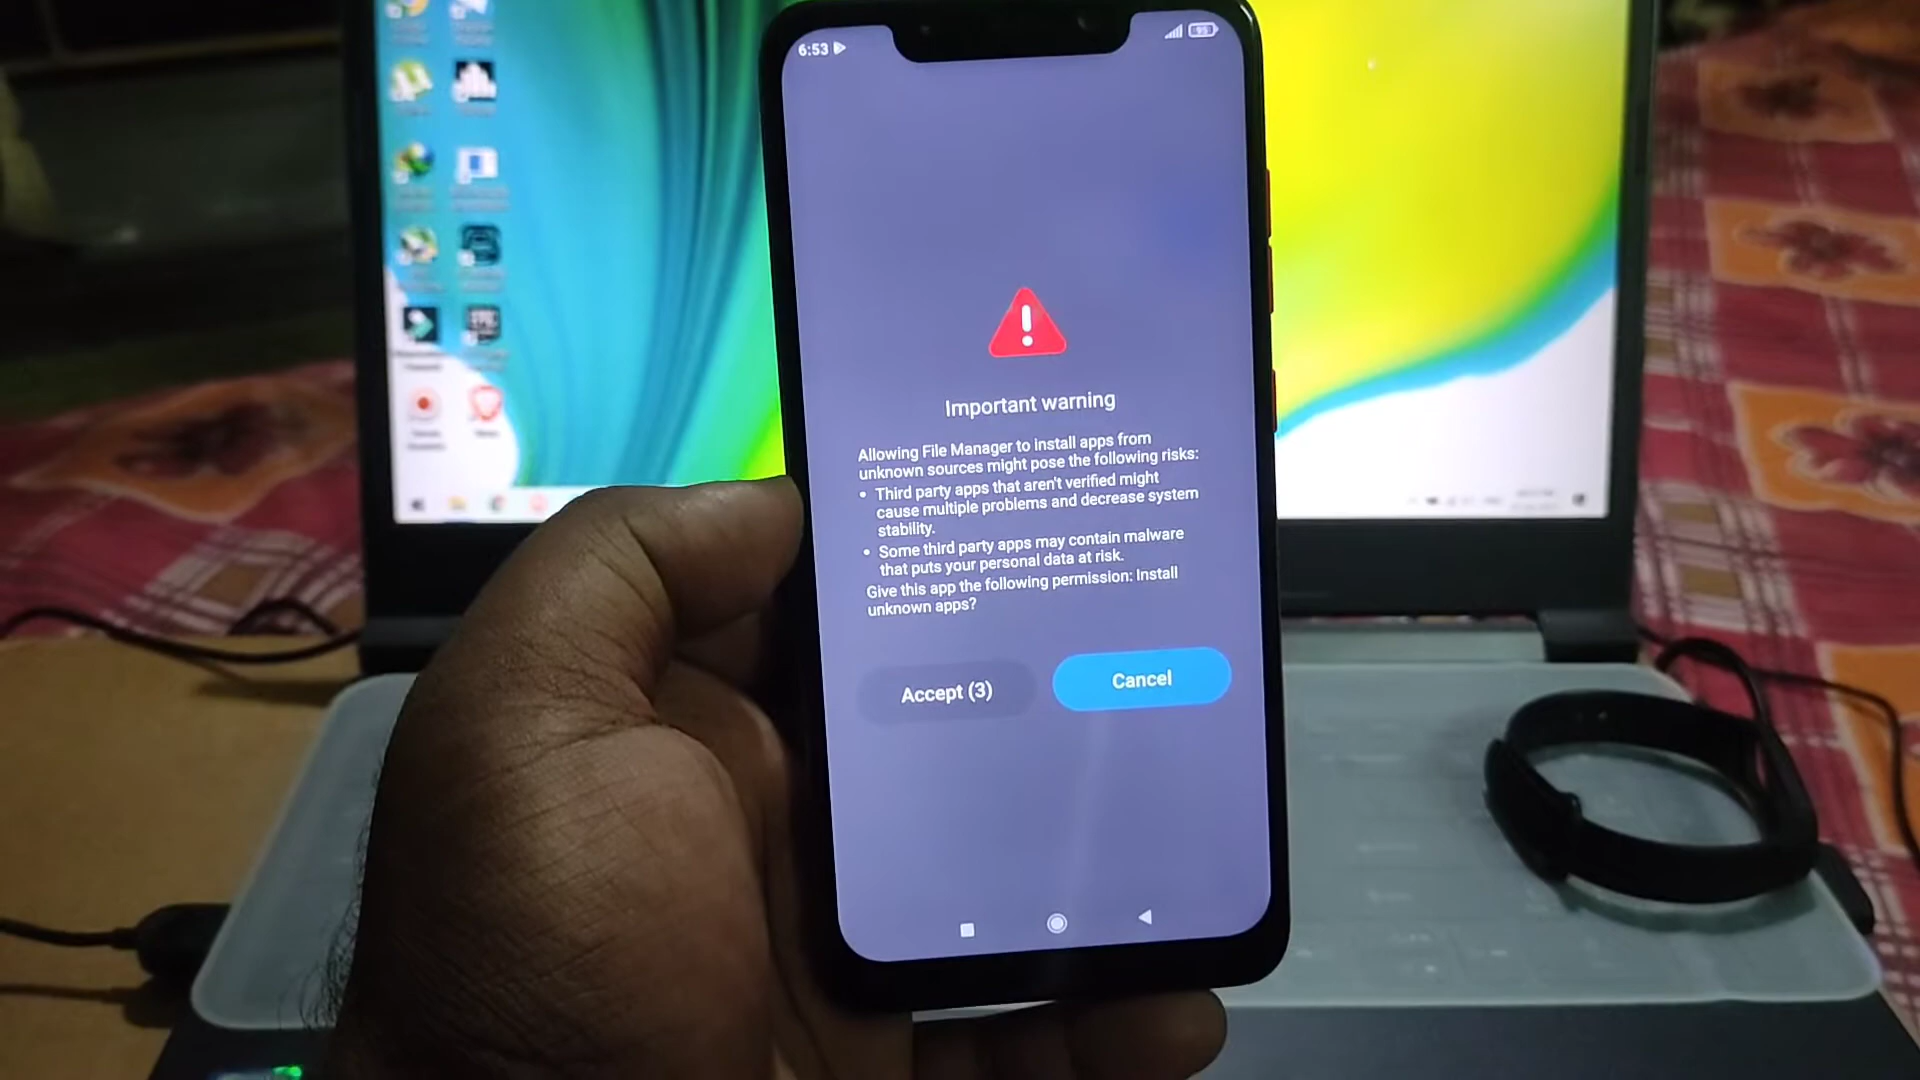 6:53
95
Important warning
Allowing File Manager to install apps from
unknown sources might pose the following risks:
• Third party apps that aren't verified might
cause multiple problems and decrease system
stability.
• Some third party apps may contain malware
that puts your personal data at risk.
Give this app the following permission: Install
unknown apps?
Accept (3)
Cancel